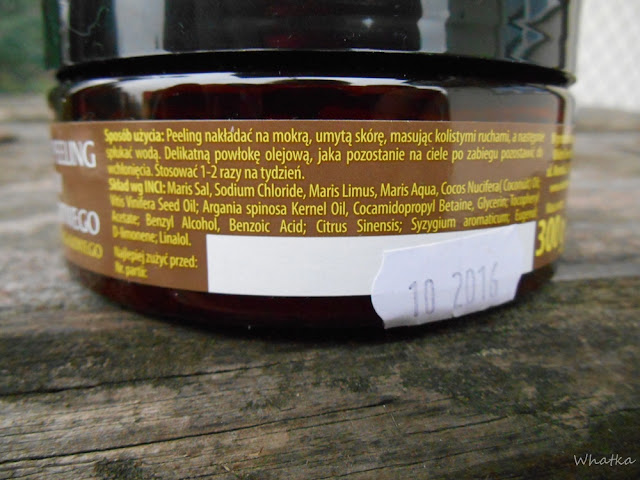 EELING
Sposób użycia: Peeling nakładać na mokrą, umytą skórę, masując kolistymi ruchami, a następnie
spłukać wodą. Delikatną powłokę olejową, jaka pozostanie na ciele po zabiegu pozostawić do
wchłonięcia. Stosować 1-2 razy na tydzień.
Skład wg INCI: Maris Sal, Sodium Chloride, Maris Limus, Maris Aqua, Cocos Nucifera( Coconut) Oil,
Vitis Vinifera Seed Oil; Argania spinosa Kernel Oil, Cocamidopropyl Betaine, Glycerin; Tocopheryl
Acetate; Benzyl Alcohol, Benzoic Acid; Citrus Sinensis; Syzygium aromaticum; Eugenol
D-limonene; Linalol.
Najlepiej zużyć przed:
Nr. partii:
10 2016
300
Whatka